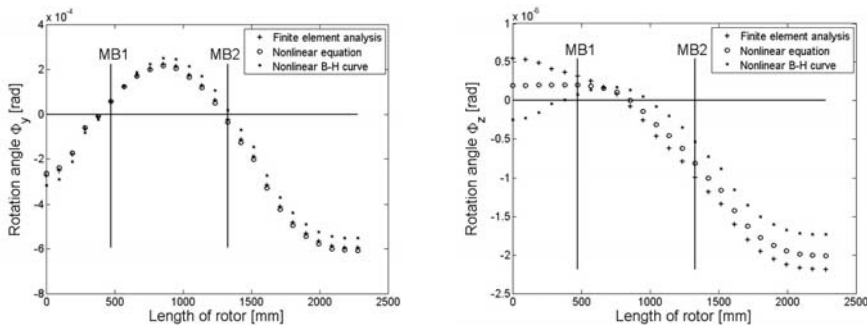 x 10⁻⁴
4
2
0
-2
-4
-6
-8
Rotation angle Φy [rad]
MB1
MB2
+ Finite element analysis
o Nonlinear equation
• Nonlinear B-H curve
0
500
1000
1500
2000
2500
Length of rotor [mm]
x 10⁻⁶
1
0.5
0
-0.5
-1
-1.5
-2
-2.5
Rotation angle Φz [rad]
MB1
MB2
+ Finite element analysis
o Nonlinear equation
• Nonlinear B-H curve
0
500
1000
1500
2000
2500
Length of rotor [mm]